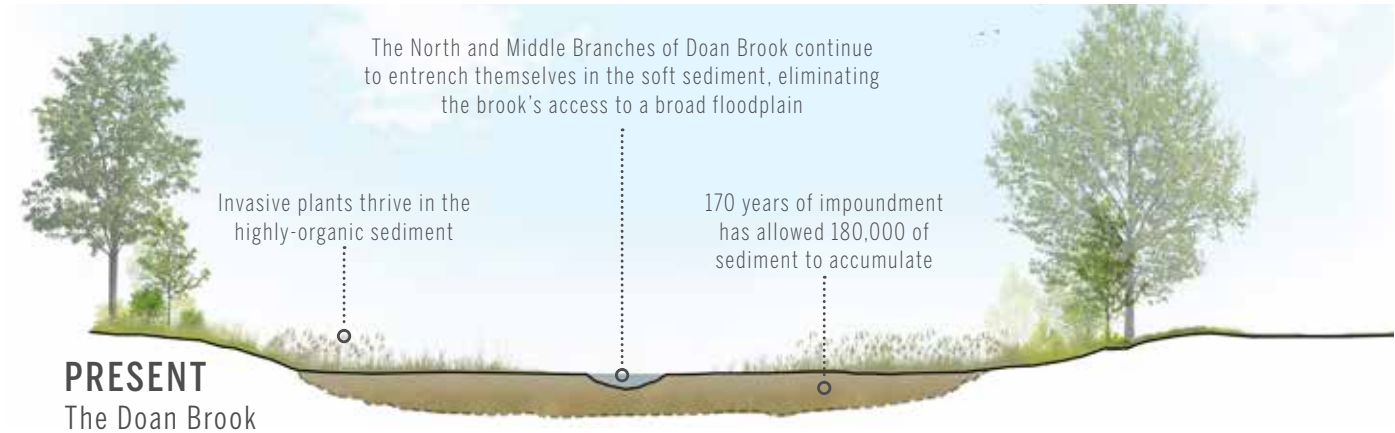 The North and Middle Branches of Doan Brook continue
to entrench themselves in the soft sediment, eliminating
the brook's access to a broad floodplain
Invasive plants thrive in the
highly-organic sediment
170 years of impoundment
has allowed 180,000 of
sediment to accumulate
PRESENT
The Doan Brook